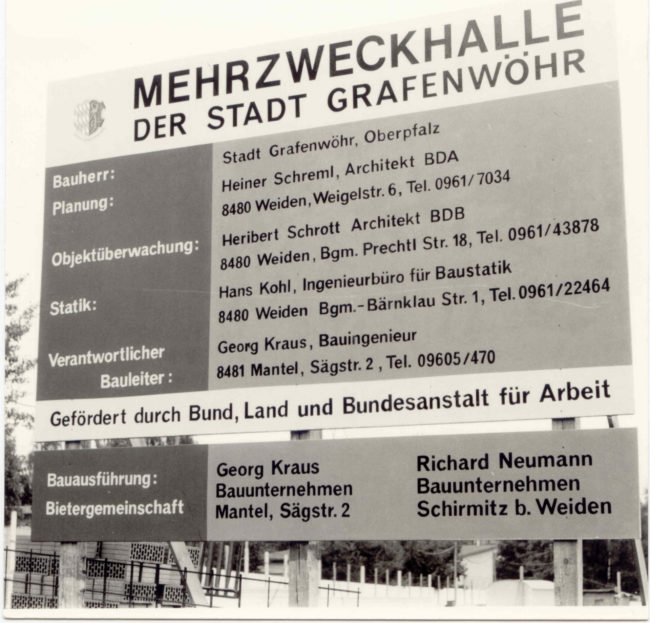 MEHRZWECKHALLE
DER STADT GRAFENWÖHR
Bauherr: Stadt Grafenwöhr, Oberpfalz
Planung: Heiner Schreml, Architekt BDA
8480 Weiden, Weigelstr. 6, Tel. 0961/7034
Objektüberwachung: Heribert Schrott Architekt BDB
8480 Weiden, Bgm. Prechtl Str. 18, Tel. 0961/43878
Statik: Hans Kohl, Ingenieurbüro für Baustatik
8480 Weiden Bgm.-Bärnklau Str. 1, Tel. 0961/22464
Verantwortlicher Georg Kraus, Bauingenieur
Bauleiter: 8481 Mantel, Sägstr. 2, Tel. 09605/470
Gefördert durch Bund, Land und Bundesanstalt für Arbeit
Bauausführung: Georg Kraus Richard Neumann
Bietergemeinschaft Bauunternehmen Bauunternehmen
Mantel, Sägstr. 2 Schirmitz b. Weiden